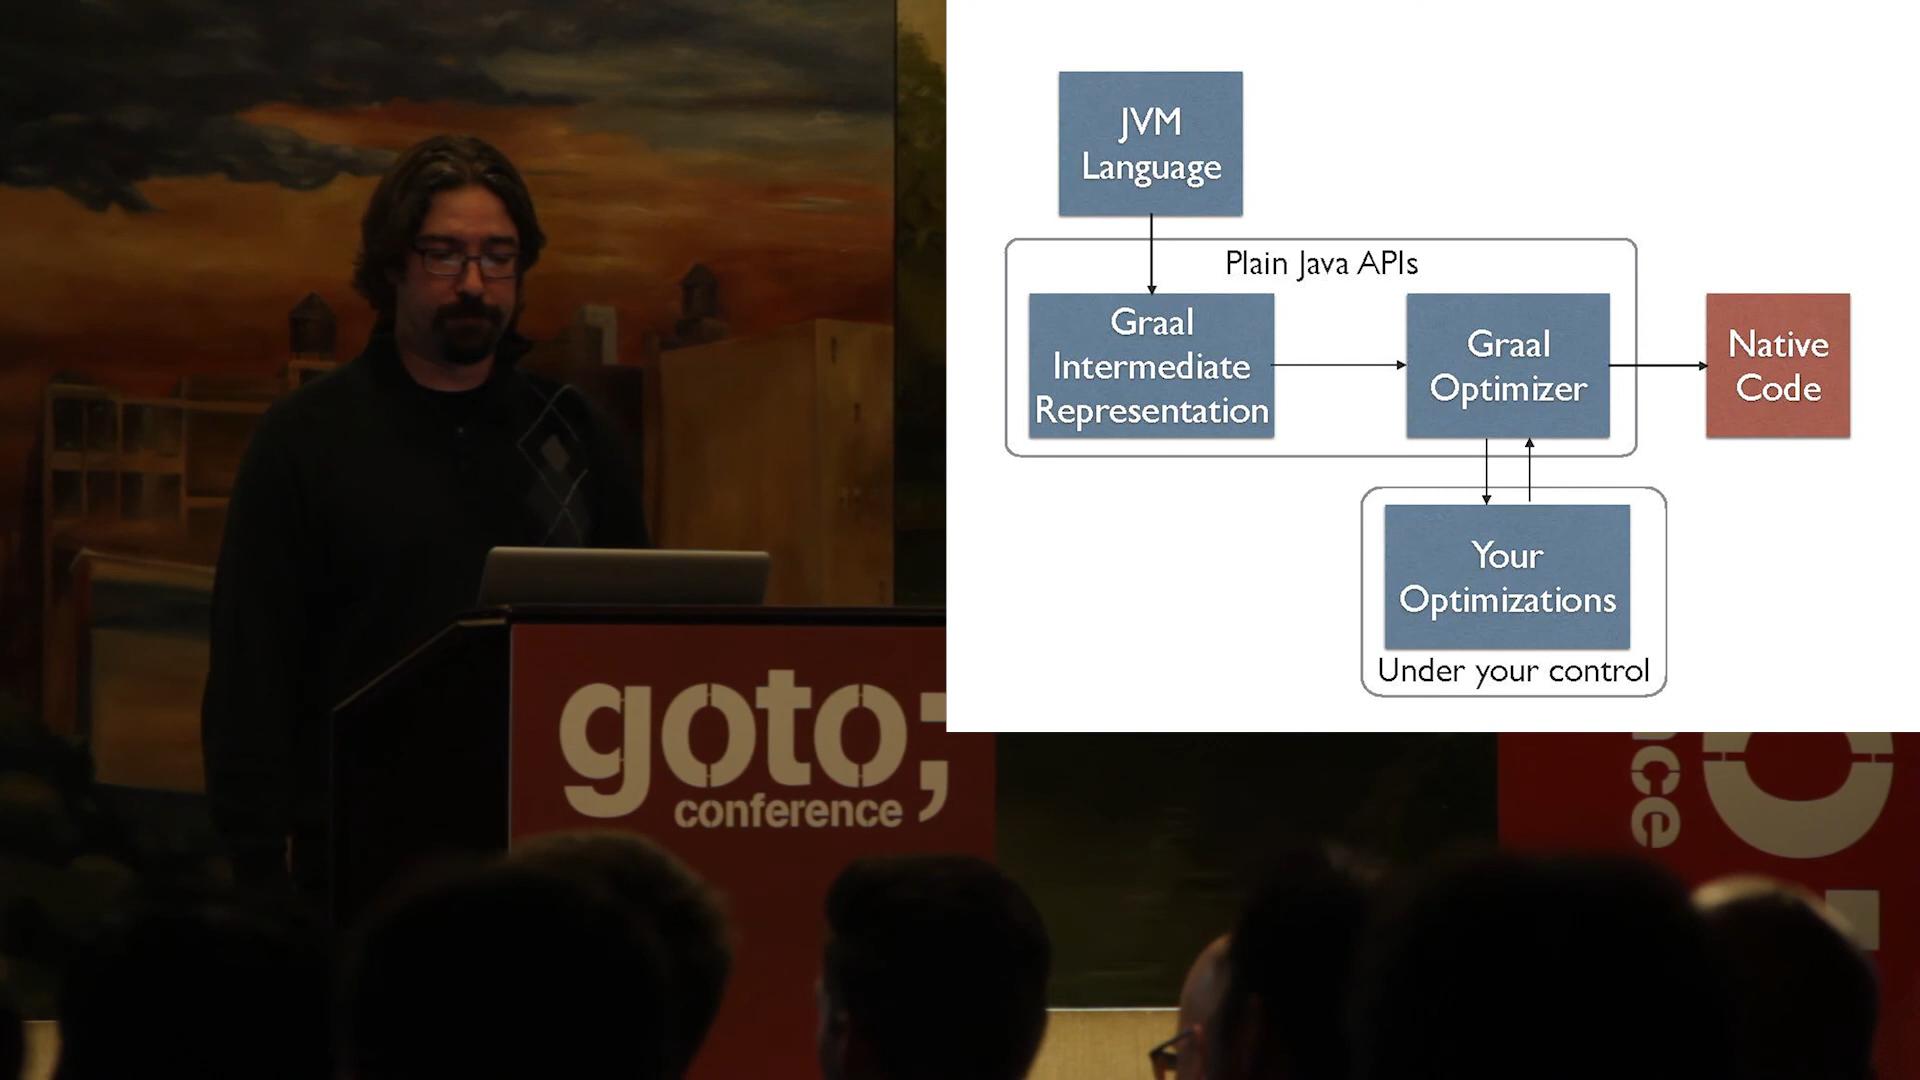 JVM
Language
Plain Java APIs
Graal
Intermediate
Representation
Graal
Optimizer
Native
Code
Your
Optimizations
Under your control
goto;
conference